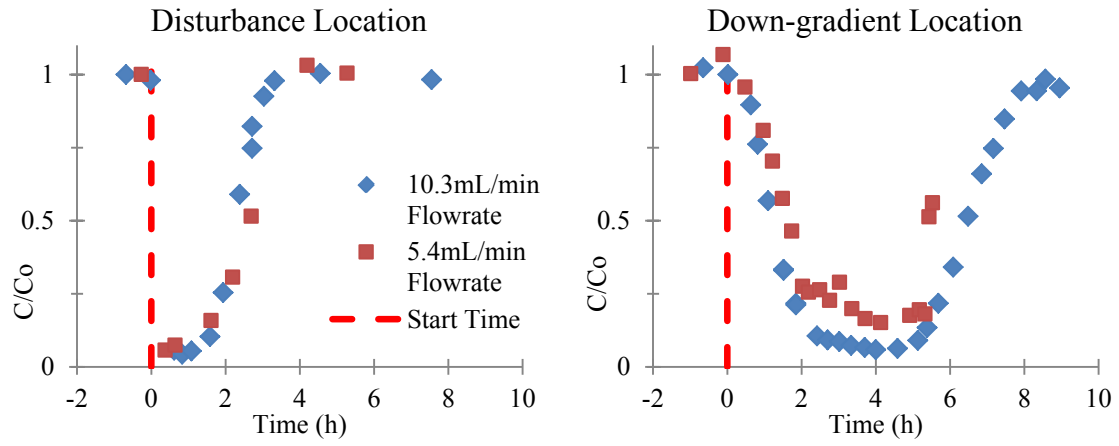 Disturbance Location
C/Co
1
0.5
0
-2 0 2 4 6 8 10
Time (h)
10.3mL/min
Flowrate
5.4mL/min
Flowrate
Start Time
Down-gradient Location
C/Co
1
0.5
0
-2 0 2 4 6 8 10
Time (h)